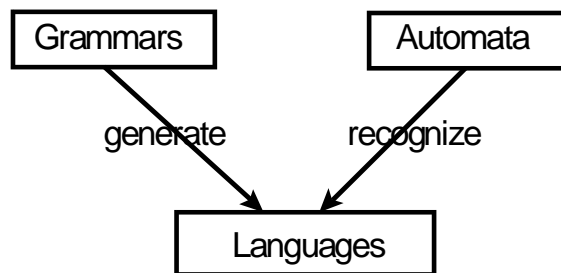 Grammars
Automata
generate
recognize
Languages